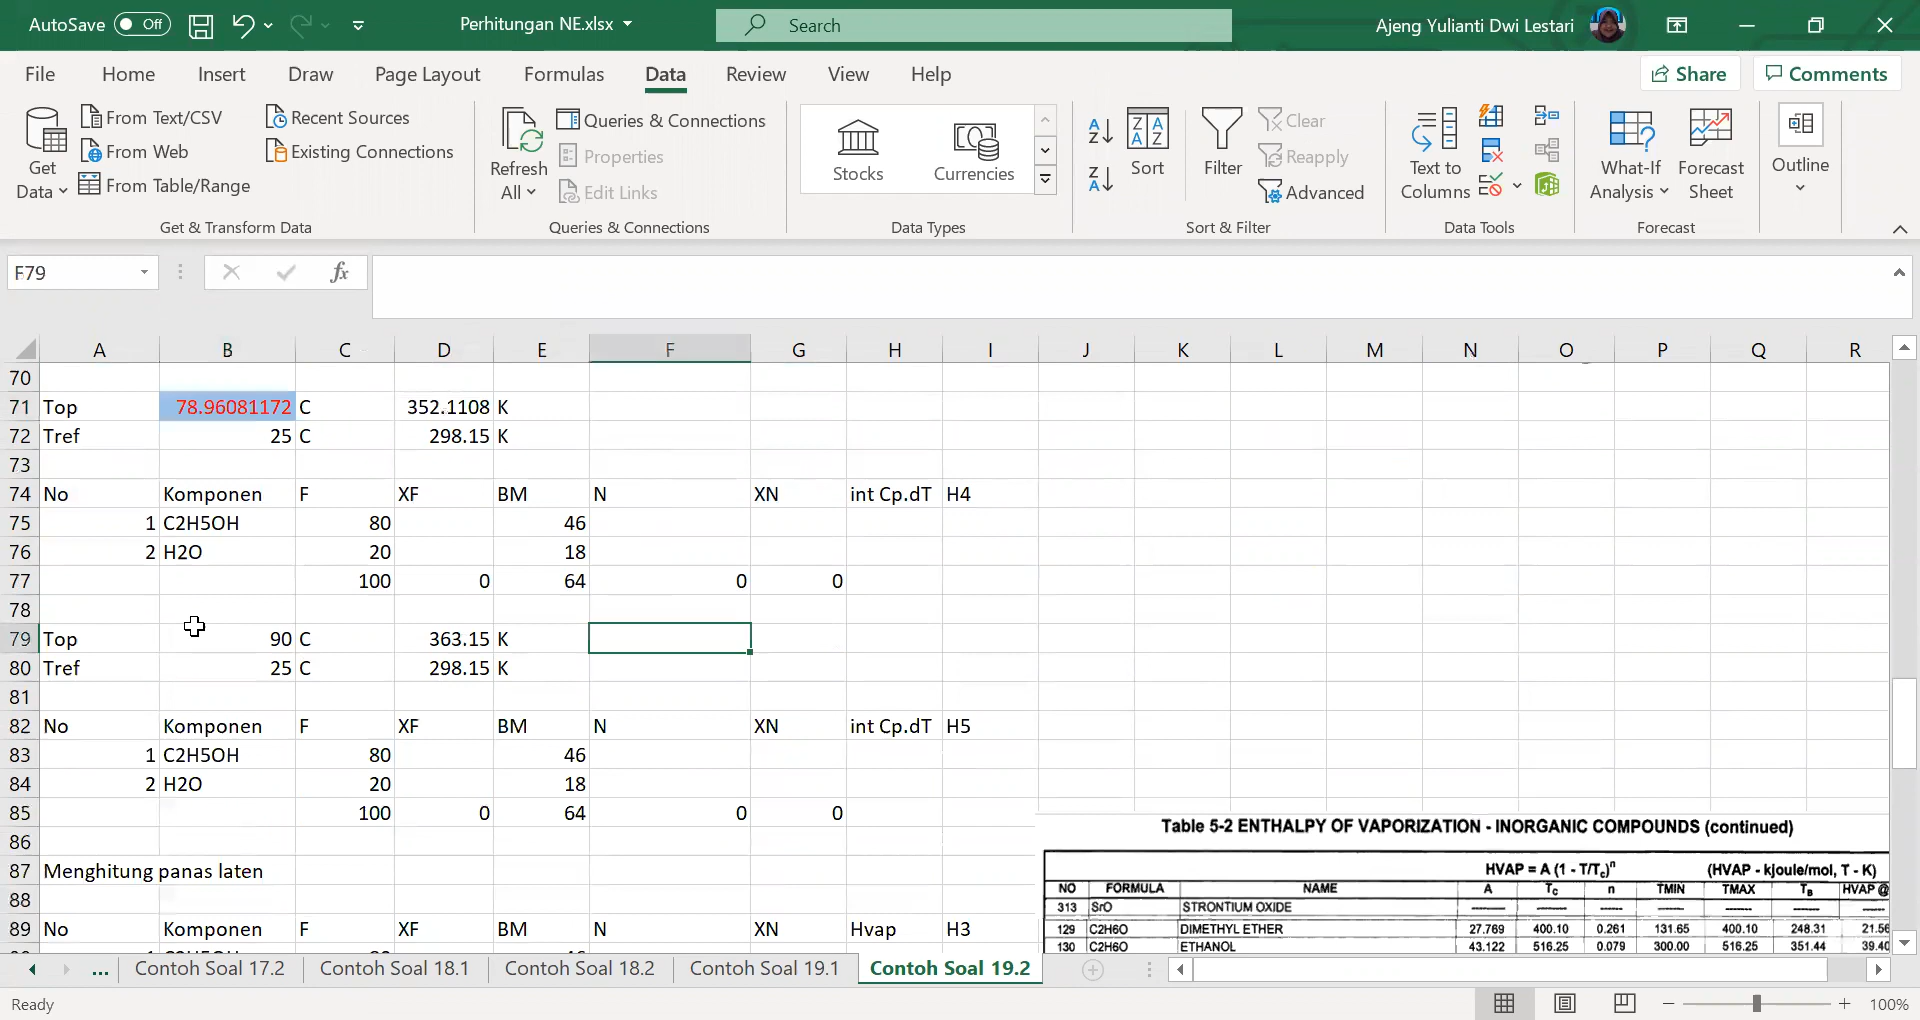 AutoSave Off Perhitungan NE.xlsx Search Ajeng Yulianti Dwi Lestari
File Home Insert Draw Page Layout Formulas Data Review View Help Share Comments
Get Data From Text/CSV Recent Sources
From Web Existing Connections
From Table/Range
Get & Transform Data
Refresh All Queries & Connections
Properties
Edit Links
Queries & Connections
Stocks Currencies
Data Types
Sort Filter Clear
Reapply
Advanced
Sort & Filter
Text to Columns
Data Tools
What-If Analysis Forecast Sheet
Forecast
Outline
F79 fx
A B C D E F G H I J K L M N O P Q R
70
71 Top 78.96081172 C 352.1108 K
72 Tref 25 C 298.15 K
73
74 No Komponen F XF BM N XN int Cp.dT H4
75 1 C2H5OH 80 46
76 2 H2O 20 18
77 100 0 64 0 0
78
79 Top 90 C 363.15 K
80 Tref 25 C 298.15 K
81
82 No Komponen F XF BM N XN int Cp.dT H5
83 1 C2H5OH 80 46
84 2 H2O 20 18
85 100 0 64 0 0
86
87 Menghitung panas laten
88
89 No Komponen F XF BM N XN Hvap H3
Table 5-2 ENTHALPY OF VAPORIZATION - INORGANIC COMPOUNDS (continued)
HVAP = A (1 - T/Tc)^n (HVAP - kjoule/mol, T - K)
NO FORMULA NAME A Tc n TMIN TMAX TB HVAP @
313 SrO STRONTIUM OXIDE
129 C2H6O DIMETHYL ETHER 27.769 400.10 0.261 131.65 400.10 248.31 21.56
130 C2H6O ETHANOL 43.122 516.25 0.079 300.00 516.25 351.44 39.40
... Contoh Soal 17.2 Contoh Soal 18.1 Contoh Soal 18.2 Contoh Soal 19.1 Contoh Soal 19.2
Ready 100%